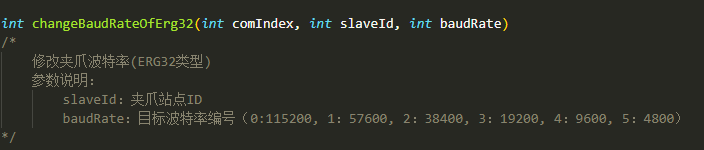 int changeBaudRateOfErg32(int comIndex, int slaveId, int baudRate)
/*
修改夹爪波特率(ERG32类型)
参数说明：
slaveId：夹爪站点ID
baudRate：目标波特率编号（0:115200, 1：57600, 2：38400, 3：19200, 4：9600, 5：4800）
*/